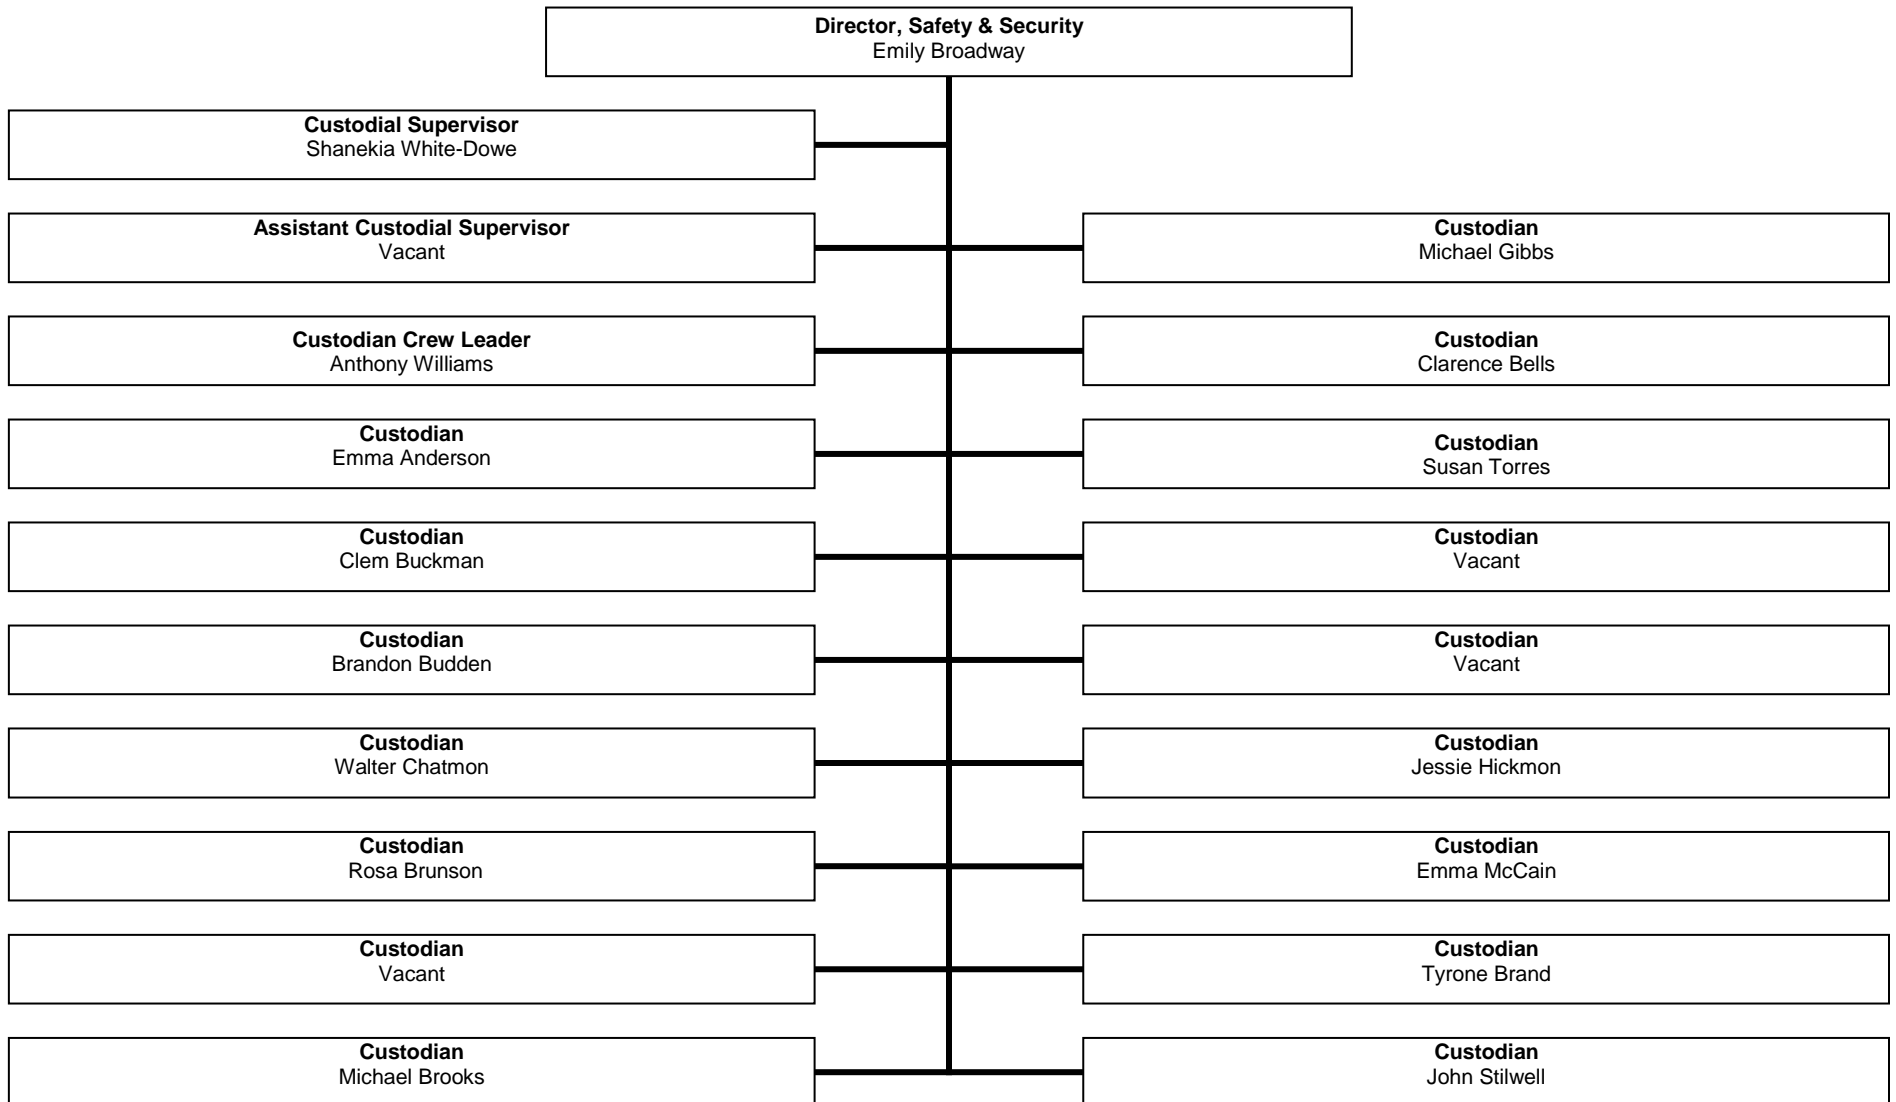 Director, Safety & Security
Emily Broadway
Custodial Supervisor
Shanekia White-Dowe
Assistant Custodial Supervisor
Vacant
Custodian
Michael Gibbs
Custodian Crew Leader
Anthony Williams
Custodian
Clarence Bells
Custodian
Emma Anderson
Custodian
Susan Torres
Custodian
Clem Buckman
Custodian
Vacant
Custodian
Brandon Budden
Custodian
Vacant
Custodian
Walter Chatmon
Custodian
Jessie Hickmon
Custodian
Rosa Brunson
Custodian
Emma McCain
Custodian
Vacant
Custodian
Tyrone Brand
Custodian
Michael Brooks
Custodian
John Stilwell